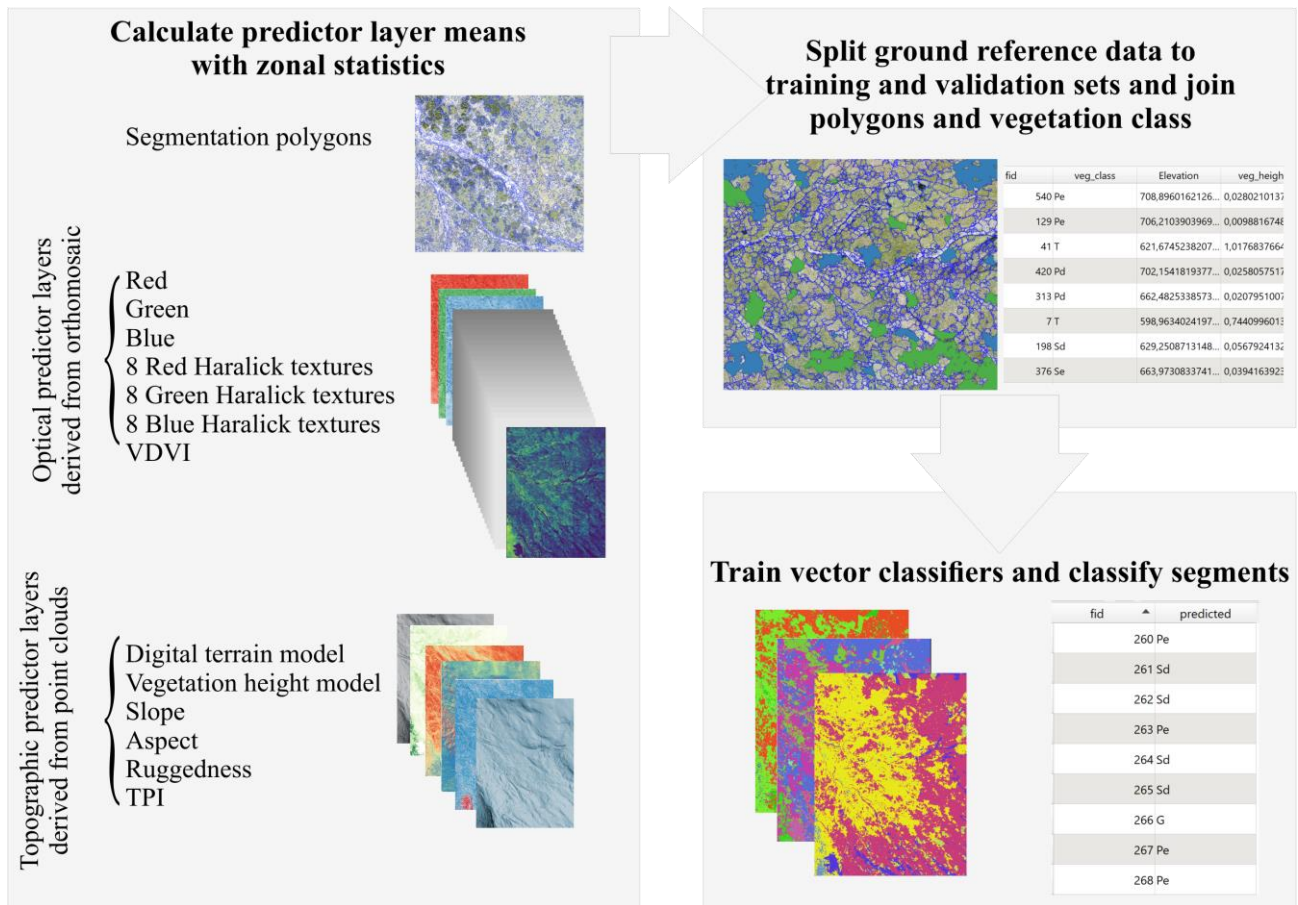 Calculate predictor layer means
with zonal statistics
Segmentation polygons
Optical predictor layers
derived from orthomosaic
Red
Green
Blue
8 Red Haralick textures
8 Green Haralick textures
8 Blue Haralick textures
VDVI
Topographic predictor layers
derived from point clouds
Digital terrain model
Vegetation height model
Slope
Aspect
Ruggedness
TPI
Split ground reference data to
training and validation sets and join
polygons and vegetation class
fid veg_class Elevation veg_heigh
540 Pe 708,8960162126... 0,0280210137
129 Pe 706,2103903969... 0,0098816748
41 T 621,6745238207... 1,0176837664
420 Pd 702,1541819377... 0,0258057517
313 Pd 662,4825338573... 0,0207951007
7 T 598,9634024197... 0,7440996013
198 Sd 629,2508713148... 0,0567924132
376 Se 663,9730833741... 0,0394163923
Train vector classifiers and classify segments
fid predicted
260 Pe
261 Sd
262 Sd
263 Pe
264 Sd
265 Sd
266 G
267 Pe
268 Pe